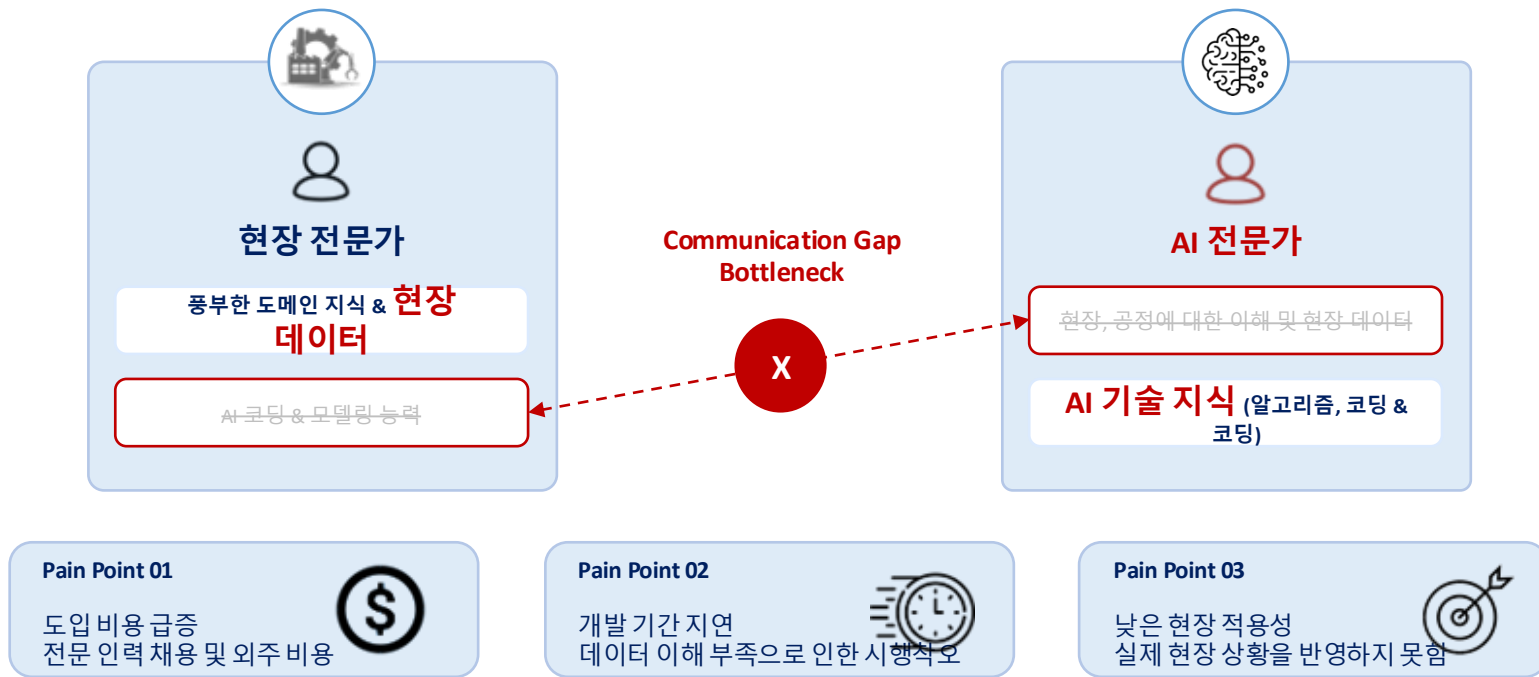 현장 전문가
풍부한 도메인 지식 & 현장
데이터
AI 코딩 & 모델링 능력
Communication Gap
Bottleneck
X
AI 전문가
현장, 공정에 대한 이해 및 현장 데이터
AI 기술 지식 (알고리즘, 코딩 &
코딩)
Pain Point 01
도입 비용 급증
전문 인력 채용 및 외주 비용
$
Pain Point 02
개발 기간 지연
데이터 이해 부족으로 인한 시행착오
Pain Point 03
낮은 현장 적용성
실제 현장 상황을 반영하지 못함